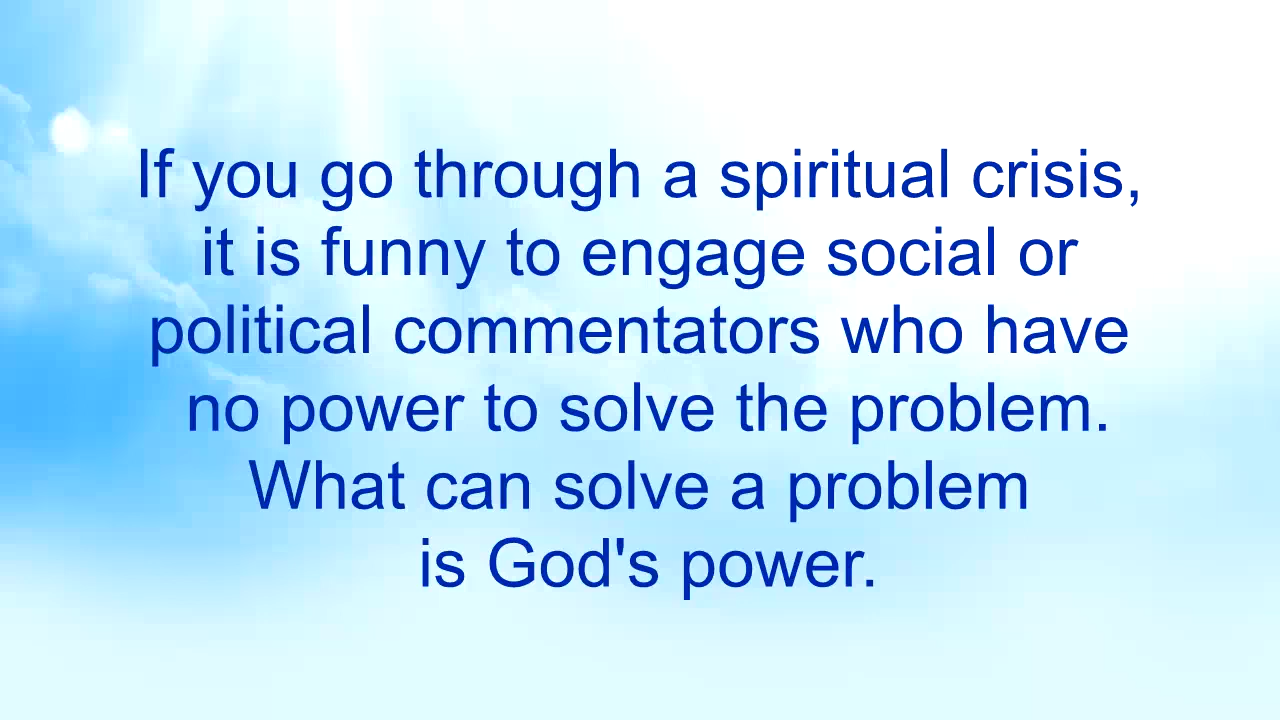 If you go through a spiritual crisis,
it is funny to engage social or
political commentators who have
no power to solve the problem.
What can solve a problem
is God's power.